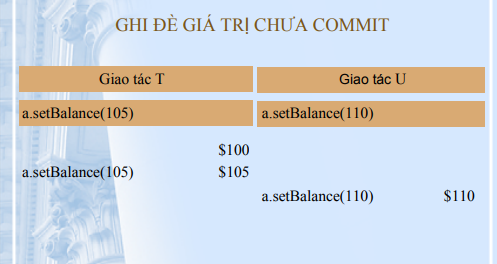 GHI ĐÈ GIÁ TRỊ CHƯA COMMIT
Giao tác T Giao tác U
a.setBalance(105) a.setBalance(110)
$100
a.setBalance(105) $105
a.setBalance(110) $110